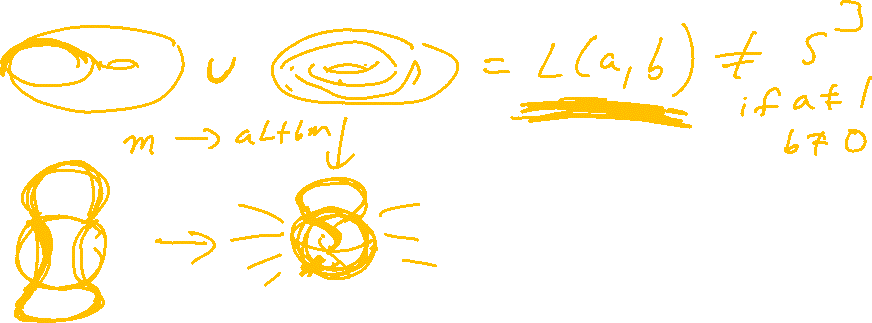 ∪ = L(a,b) ≠ S³
if a≠1
b≠0
m → aL+bm